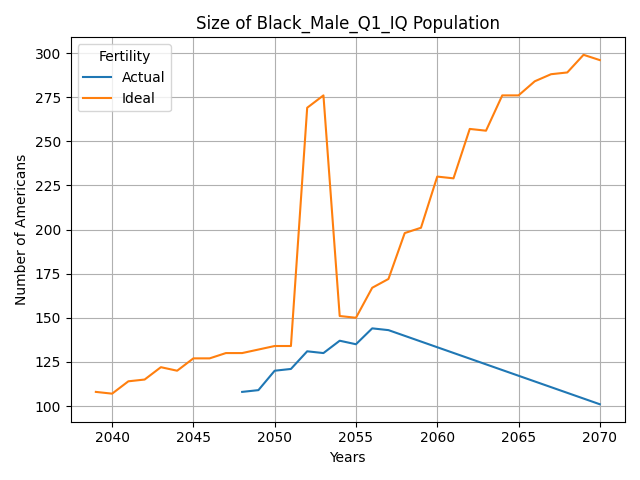 Size of Black_Male_Q1_IQ Population
Fertility
Actual
Ideal
Number of Americans
300
275
250
225
200
175
150
125
100
2040 2045 2050 2055 2060 2065 2070
Years